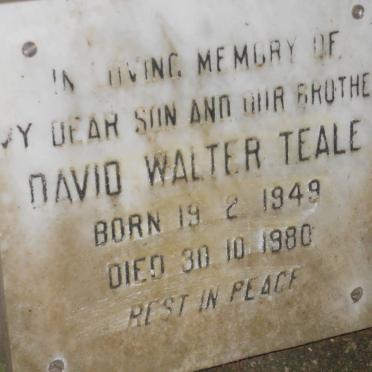 IN LOVING MEMORY OF
MY DEAR SON AND OUR BROTHE
DAVID WALTER TEALE
BORN 19 2 1949
DIED 30 10 1980
REST IN PEACE